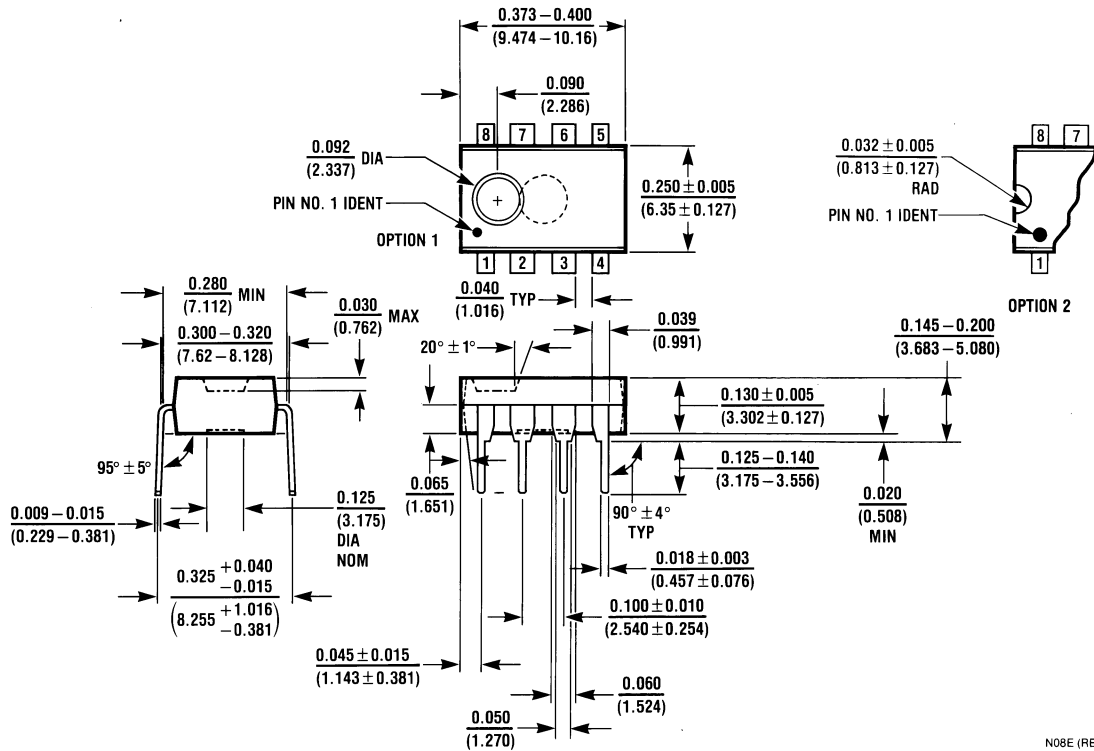 0.373 – 0.400
(9.474 – 10.16)
0.090
(2.286)
8 7 6 5
0.092 DIA
(2.337)
PIN NO. 1 IDENT
OPTION 1
0.250 ± 0.005
(6.35 ± 0.127)
1 2 3 4
0.032 ± 0.005
(0.813 ± 0.127)
RAD
PIN NO. 1 IDENT
8 7
1
OPTION 2
0.280 MIN
(7.112)
0.300 – 0.320
(7.62 – 8.128)
0.030 MAX
(0.762)
0.040 TYP
(1.016)
0.039
(0.991)
20° ± 1°
0.145 – 0.200
(3.683 – 5.080)
0.130 ± 0.005
(3.302 ± 0.127)
0.125 – 0.140
(3.175 – 3.556)
0.020
(0.508)
MIN
95° ± 5°
0.009 – 0.015
(0.229 – 0.381)
0.125
(3.175)
DIA
NOM
0.065
(1.651)
90° ± 4°
TYP
0.018 ± 0.003
(0.457 ± 0.076)
0.325 +0.040
-0.015
(8.255 +1.016
-0.381)
0.100 ± 0.010
(2.540 ± 0.254)
0.045 ± 0.015
(1.143 ± 0.381)
0.060
(1.524)
0.050
(1.270)
N08E (RE